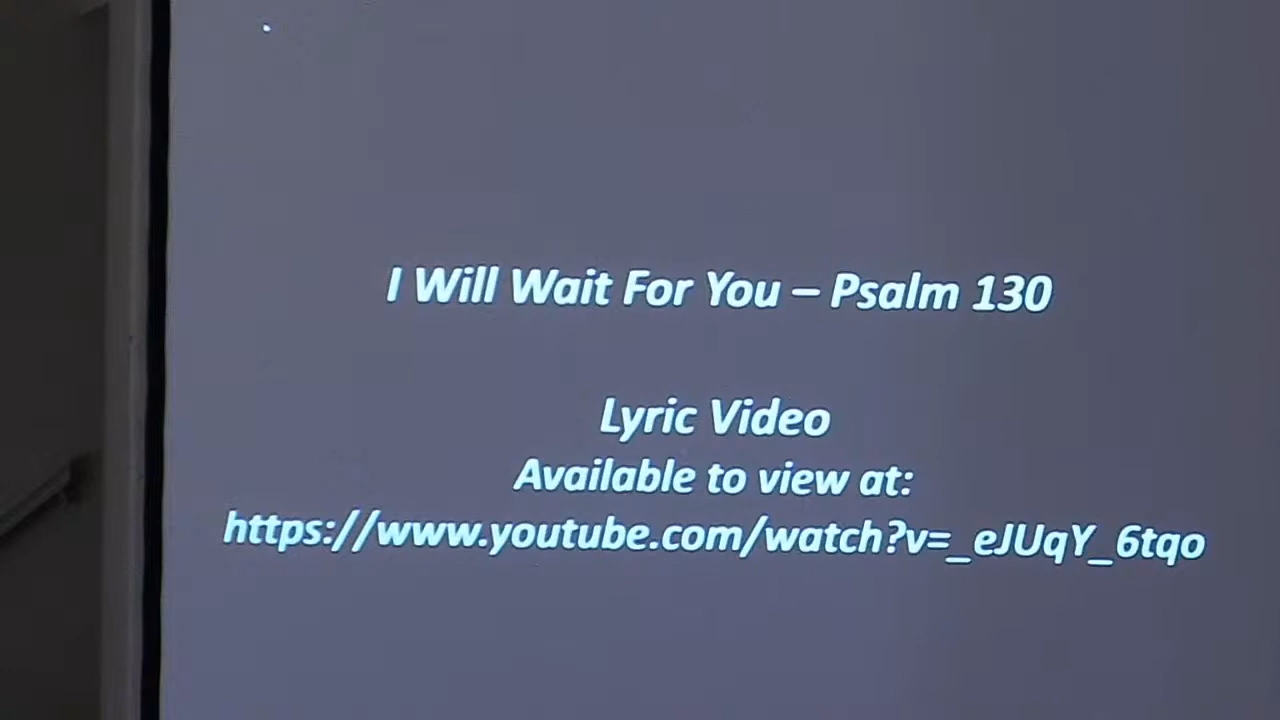 I Will Wait For You – Psalm 130
Lyric Video
Available to view at:
https://www.youtube.com/watch?v=_eJUqY_6tqo